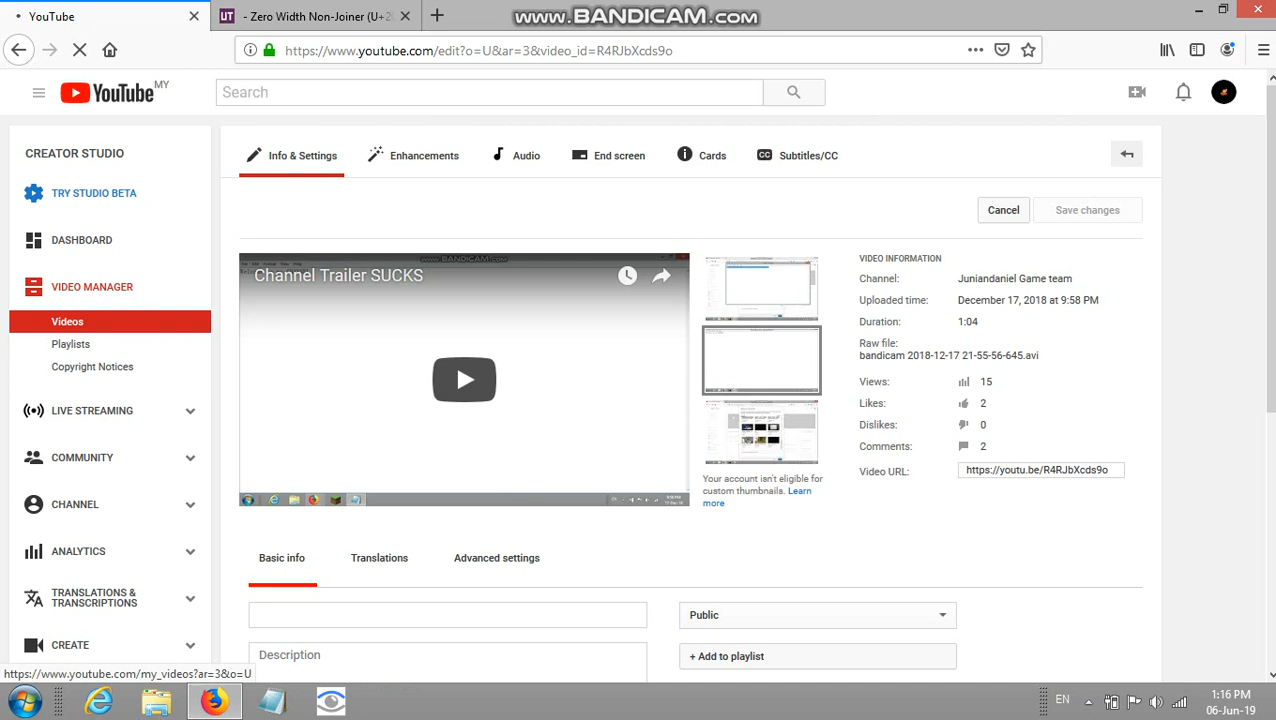 YouTube
- Zero Width Non-Joiner (U+20
WWW.BANDICAM.COM
https://www.youtube.com/edit?o=U&ar=3&video_id=R4RJbXcds9o
YouTube MY
Search
CREATOR STUDIO
TRY STUDIO BETA
DASHBOARD
VIDEO MANAGER
Videos
Playlists
Copyright Notices
LIVE STREAMING
COMMUNITY
CHANNEL
ANALYTICS
TRANSLATIONS &
TRANSCRIPTIONS
CREATE
Info & Settings
Enhancements
Audio
End screen
Cards
CC Subtitles/CC
Cancel
Save changes
WWW.BANDICAM.COM
Channel Trailer SUCKS
Your account isn't eligible for
custom thumbnails. Learn
more
VIDEO INFORMATION
Channel: Juniandaniel Game team
Uploaded time: December 17, 2018 at 9:58 PM
Duration: 1:04
Raw file:
bandicam 2018-12-17 21-55-56-645.avi
Views: 15
Likes: 2
Dislikes: 0
Comments: 2
Video URL: https://youtu.be/R4RJbXcds9o
Basic info
Translations
Advanced settings
Public
Description
+ Add to playlist
https://www.youtube.com/my_videos?ar=3&o=U
EN
1:16 PM
06-Jun-19